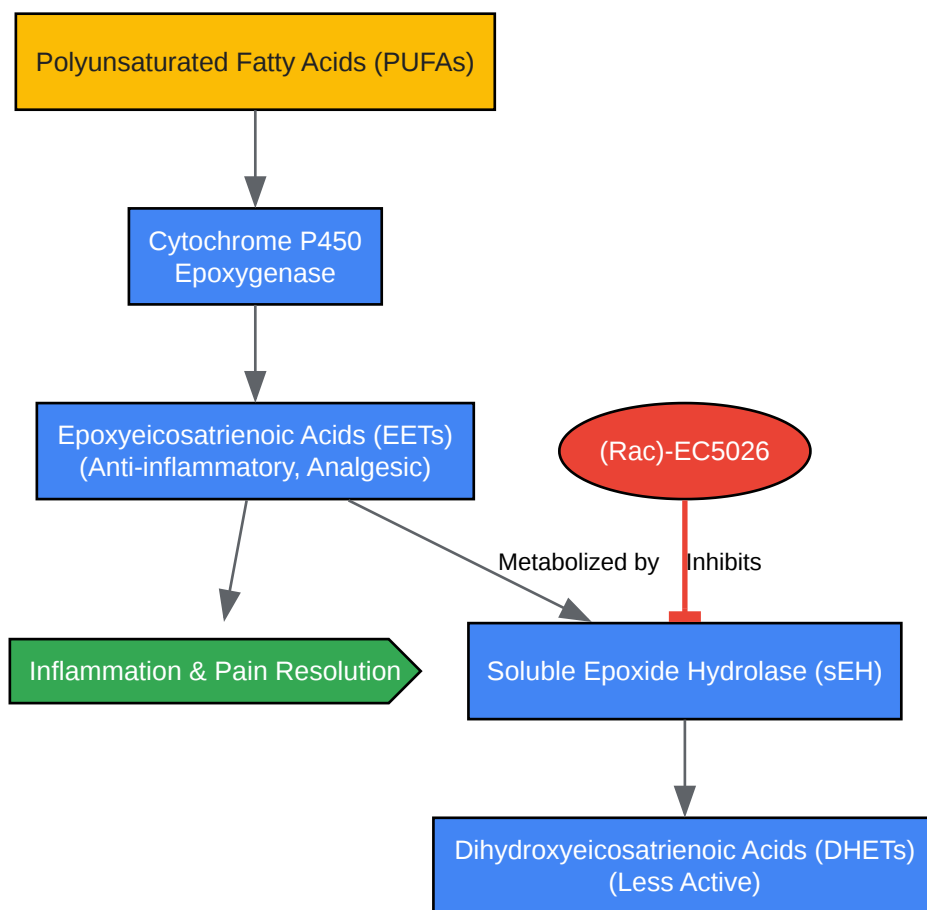 Polyunsaturated Fatty Acids (PUFAs)
Cytochrome P450
Epoxygenase
Epoxyeicosatrienoic Acids (EETs)
(Anti-inflammatory, Analgesic)
(Rac)-EC5026
Metabolized by
Inhibits
Inflammation & Pain Resolution
Soluble Epoxide Hydrolase (sEH)
Dihydroxyeicosatrienoic Acids (DHETs)
(Less Active)